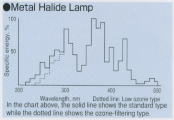 ●Metal Halide Lamp
Specific energy, %
100
50
0
200
300
400
500
Wavelength, nm Dotted line: Low ozone type
In the chart above, the solid line shows the standard type
while the dotted line shows the ozone-filtering type.